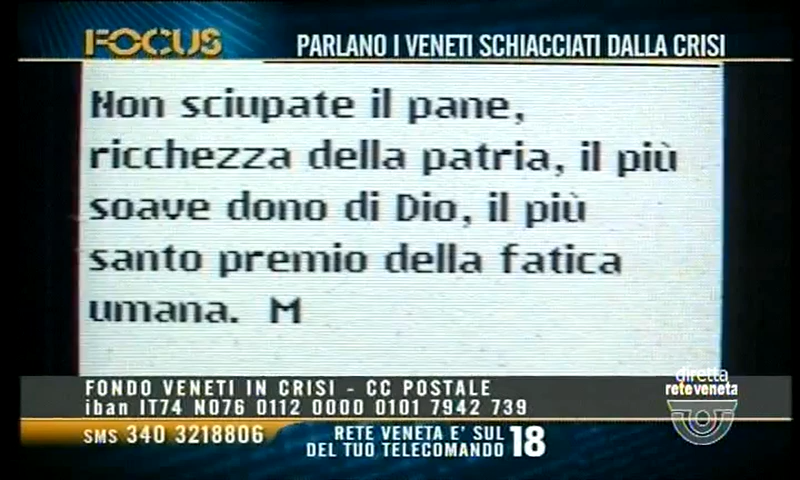 FOCUS
PARLANO I VENETI SCHIACCIATI DALLA CRISI
Non sciupate il pane,
ricchezza della patria, il più
soave dono di Dio, il più
santo premio della fatica
umana. M
FONDO VENETI IN CRISI - CC POSTALE
iban IT74 N076 0112 0000 0101 7942 739
diretta
reteveneta
SMS 340 3218806
RETE VENETA E' SUL
DEL TUO TELECOMANDO 18